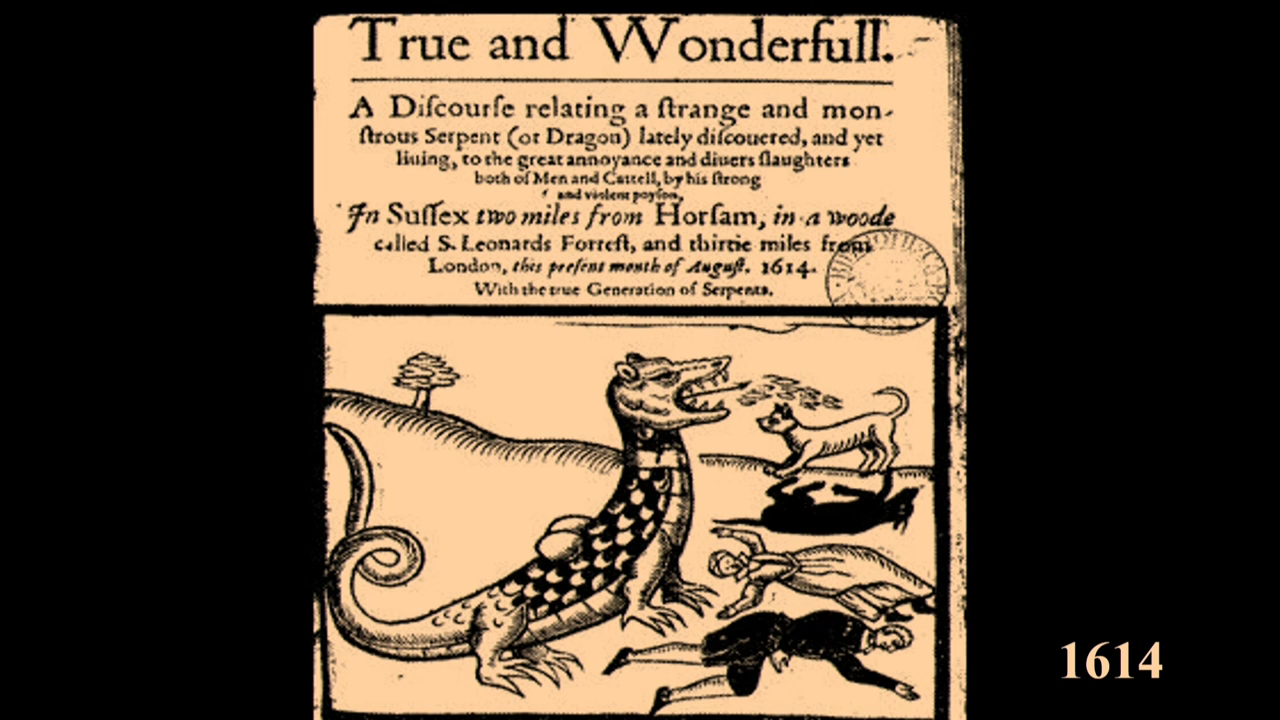 True and Wonderfull.
A Diſcourſe relating a ſtrange and mon-
ſtrous Serpent (or Dragon) lately diſcouered, and yet
liuing, to the great annoyance and diuers ſlaughters
both of Men and Cattell, by his ſtrong
and violent poyſon,
In Suſſex two miles from Horſam, in a woode
called S. Leonards Forreſt, and thirtie miles from
London, this preſent month of Auguſt. 1614.
With the true Generation of Serpents.
1614